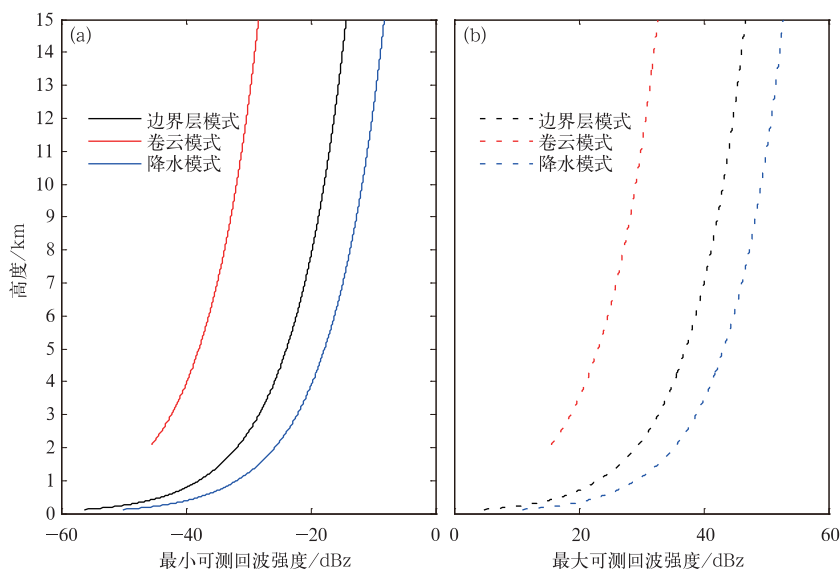 (a)
边界层模式
卷云模式
降水模式
15
14
13
12
11
10
9
8
7
6
5
4
3
2
1
0
高度/km
−60
−40
−20
0
最小可测回波强度/dBz
(b)
边界层模式
卷云模式
降水模式
0
20
40
60
最大可测回波强度/dBz